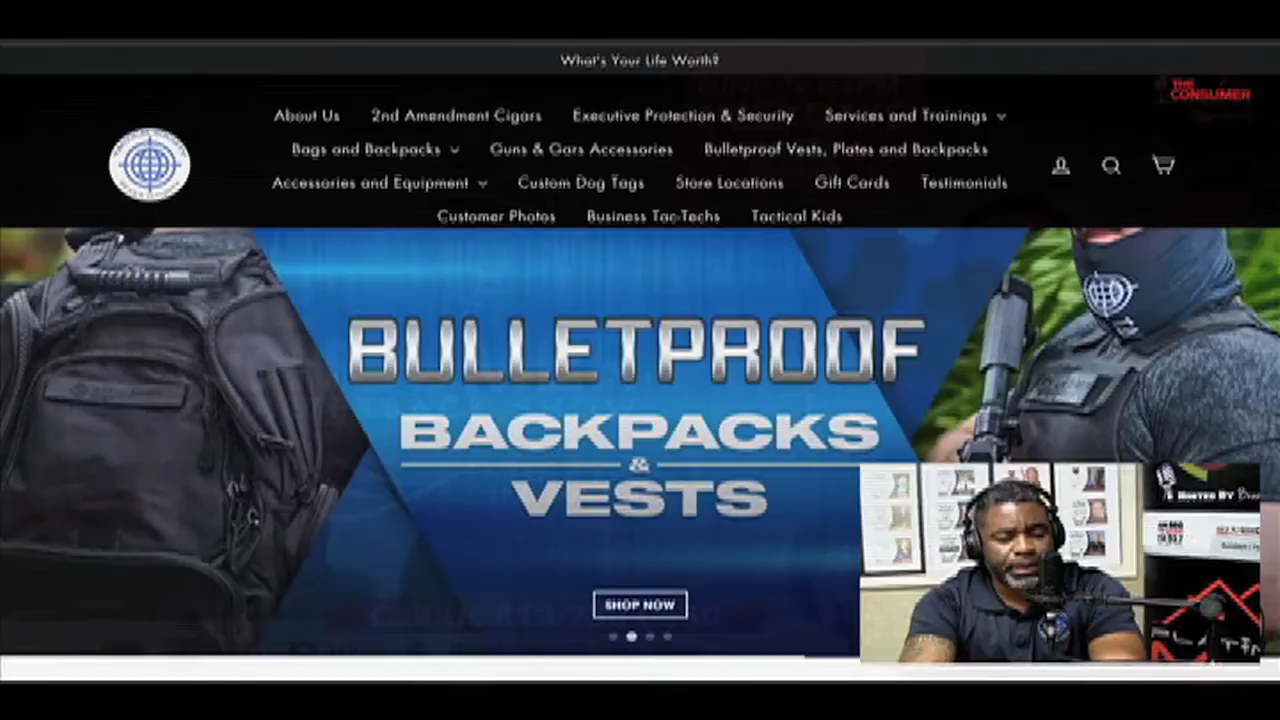 What's Your Life Worth?
THE
CONSUMER
About Us 2nd Amendment Cigars Executive Protection & Security Services and Trainings
Bags and Backpacks Guns & Gars Accessories Bulletproof Vests, Plates and Backpacks
Accessories and Equipment Custom Dog Tags Store Locations Gift Cards Testimonials
Customer Photos Business Tac-Techs Tactical Kids
BULLETPROOF
BACKPACKS
&
VESTS
SHOP NOW
HOSTED BY